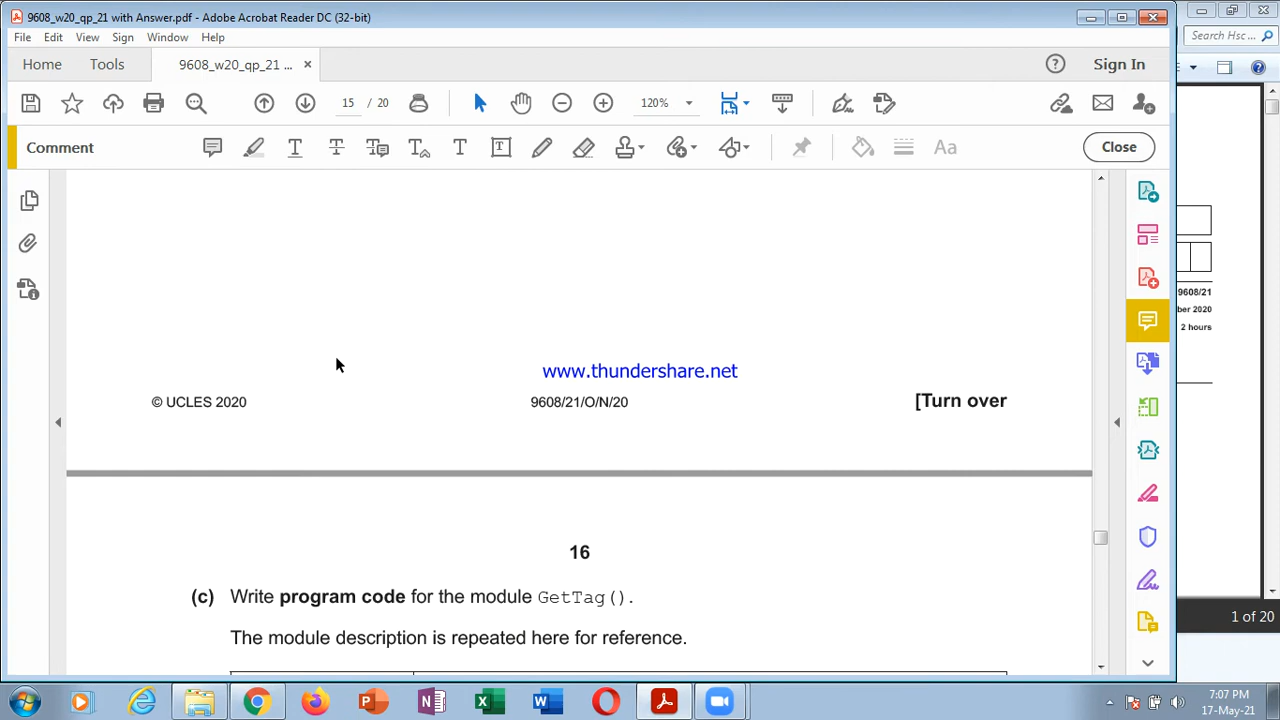 9608_w20_qp_21 with Answer.pdf - Adobe Acrobat Reader DC (32-bit)
File Edit View Sign Window Help
Search Hsc ...
Home Tools 9608_w20_qp_21 ... × Sign In
15 / 20 120%
Comment Close
www.thundershare.net
© UCLES 2020 9608/21/O/N/20 [Turn over
16
(c) Write program code for the module GetTag().
The module description is repeated here for reference.
9608/21
ber 2020
2 hours
1 of 20
7:07 PM
17-May-21